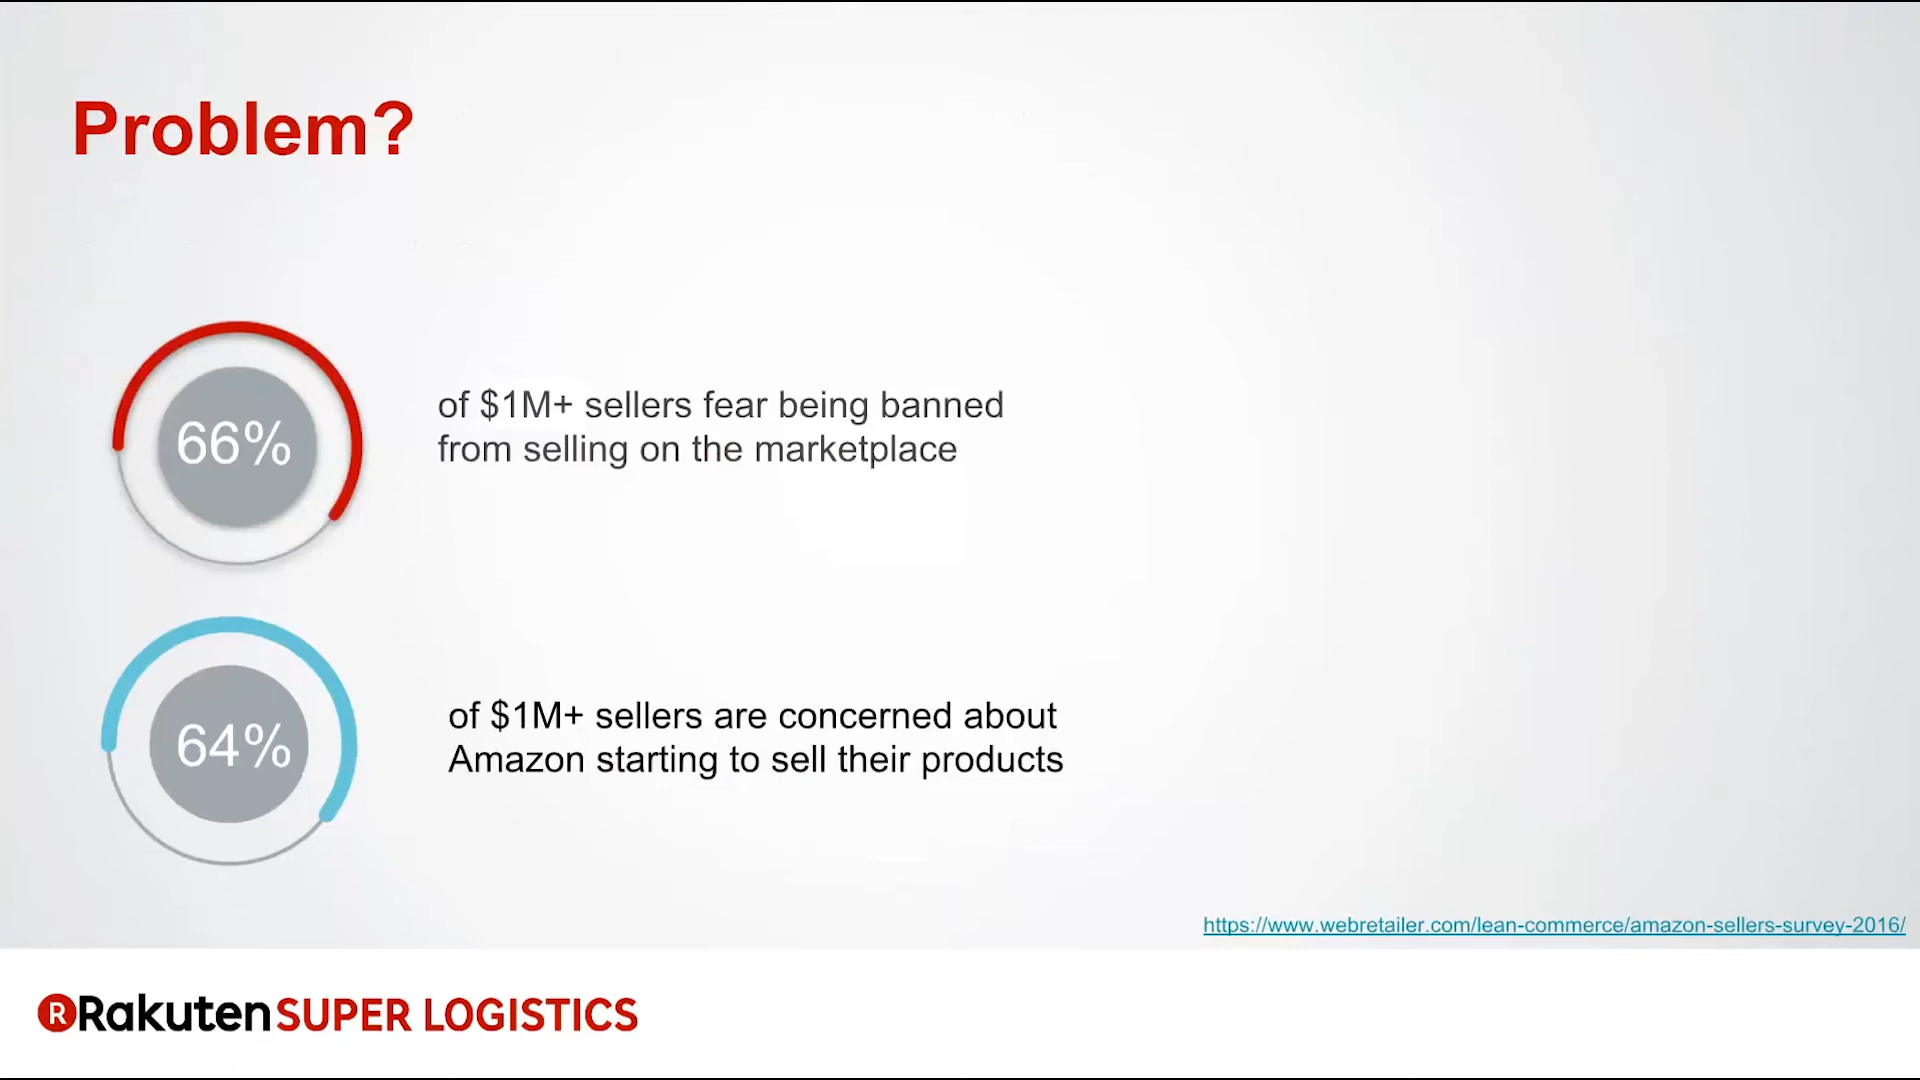 Problem?
66%
of $1M+ sellers fear being banned
from selling on the marketplace
64%
of $1M+ sellers are concerned about
Amazon starting to sell their products
https://www.webretailer.com/lean-commerce/amazon-sellers-survey-2016/
R Rakuten SUPER LOGISTICS